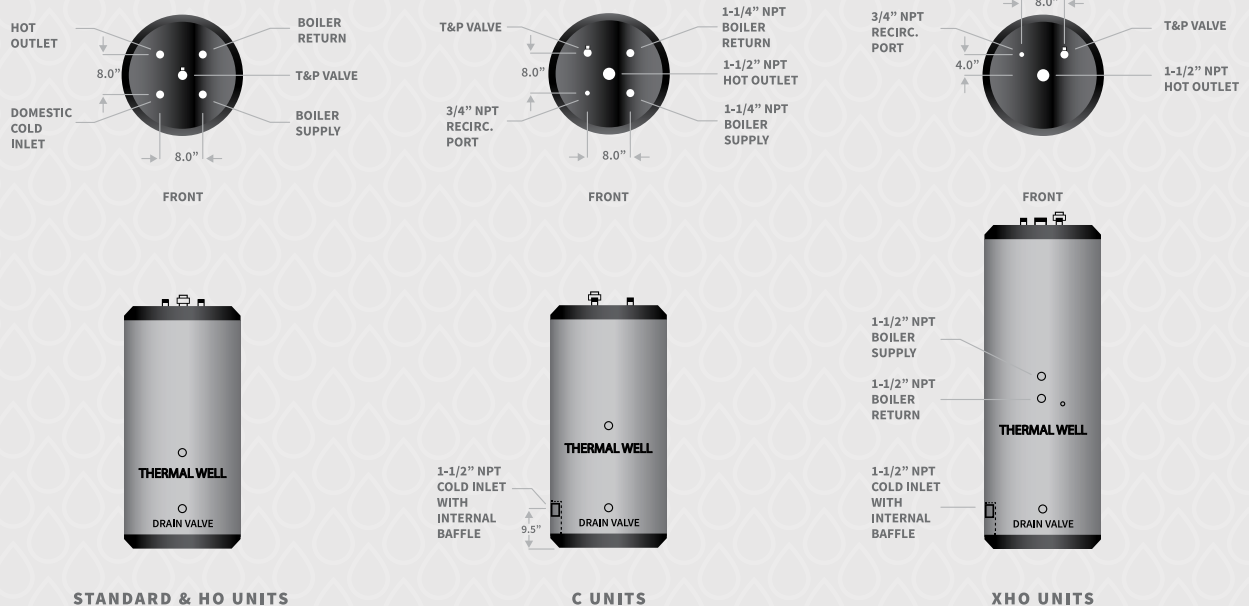 HOT
OUTLET
8.0”
DOMESTIC
COLD
INLET
BOILER
RETURN
T&P VALVE
BOILER
SUPPLY
8.0”
FRONT
THERMAL WELL
DRAIN VALVE
STANDARD & HO UNITS
T&P VALVE
8.0”
3/4” NPT
RECIRC.
PORT
1-1/4” NPT
BOILER
RETURN
1-1/2” NPT
HOT OUTLET
1-1/4” NPT
BOILER
SUPPLY
8.0”
FRONT
THERMAL WELL
1-1/2” NPT
COLD INLET
WITH
INTERNAL
BAFFLE
9.5”
DRAIN VALVE
C UNITS
8.0”
3/4” NPT
RECIRC.
PORT
4.0”
T&P VALVE
1-1/2” NPT
HOT OUTLET
FRONT
1-1/2” NPT
BOILER
SUPPLY
1-1/2” NPT
BOILER
RETURN
THERMAL WELL
1-1/2” NPT
COLD INLET
WITH
INTERNAL
BAFFLE
DRAIN VALVE
XHO UNITS